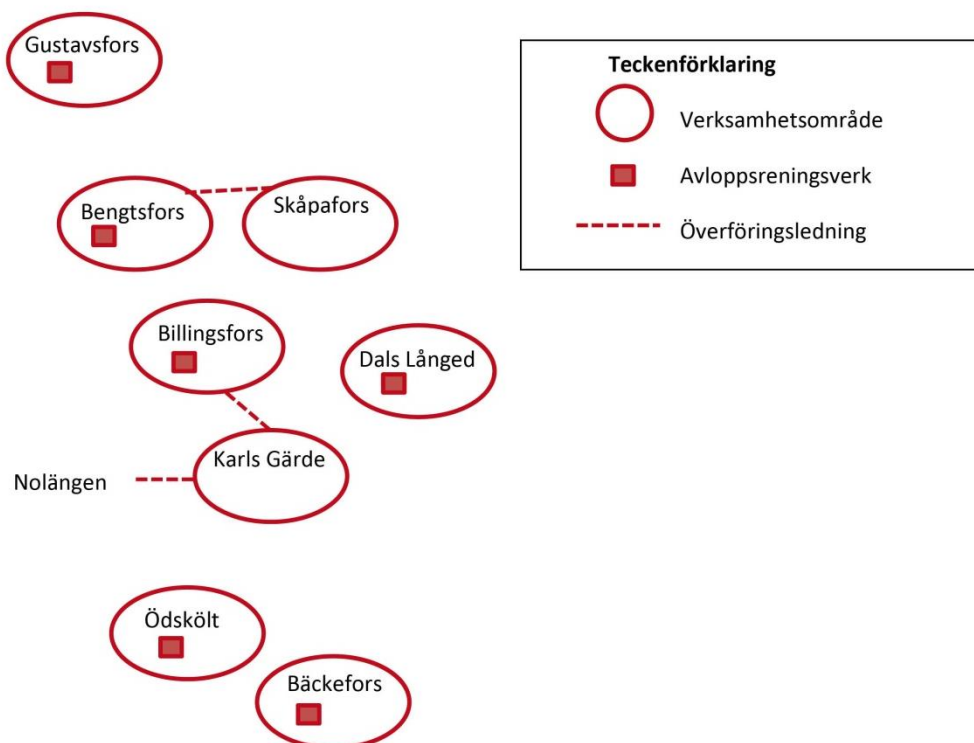 Gustavsfors
Teckenförklaring
Verksamhetsområde
Avloppsreningsverk
Överföringsledning
Bengtsfors
Skåpafors
Billingsfors
Dals Långed
Karls Gärde
Nolängen
Ödskölt
Bäckefors